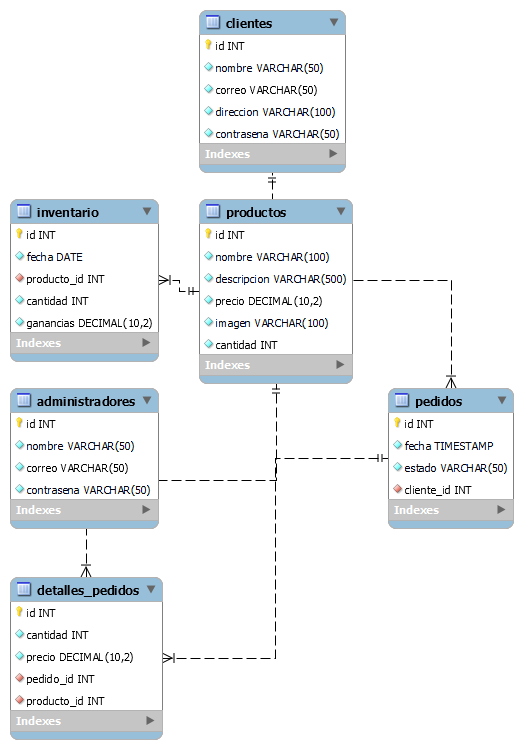 clientes
id INT
nombre VARCHAR(50)
correo VARCHAR(50)
direccion VARCHAR(100)
contrasena VARCHAR(50)
Indexes
inventario
id INT
fecha DATE
producto_id INT
cantidad INT
ganancias DECIMAL(10,2)
Indexes
productos
id INT
nombre VARCHAR(100)
descripcion VARCHAR(500)
precio DECIMAL(10,2)
imagen VARCHAR(100)
cantidad INT
Indexes
administradores
id INT
nombre VARCHAR(50)
correo VARCHAR(50)
contrasena VARCHAR(50)
Indexes
pedidos
id INT
fecha TIMESTAMP
estado VARCHAR(50)
cliente_id INT
Indexes
detalles_pedidos
id INT
cantidad INT
precio DECIMAL(10,2)
pedido_id INT
producto_id INT
Indexes